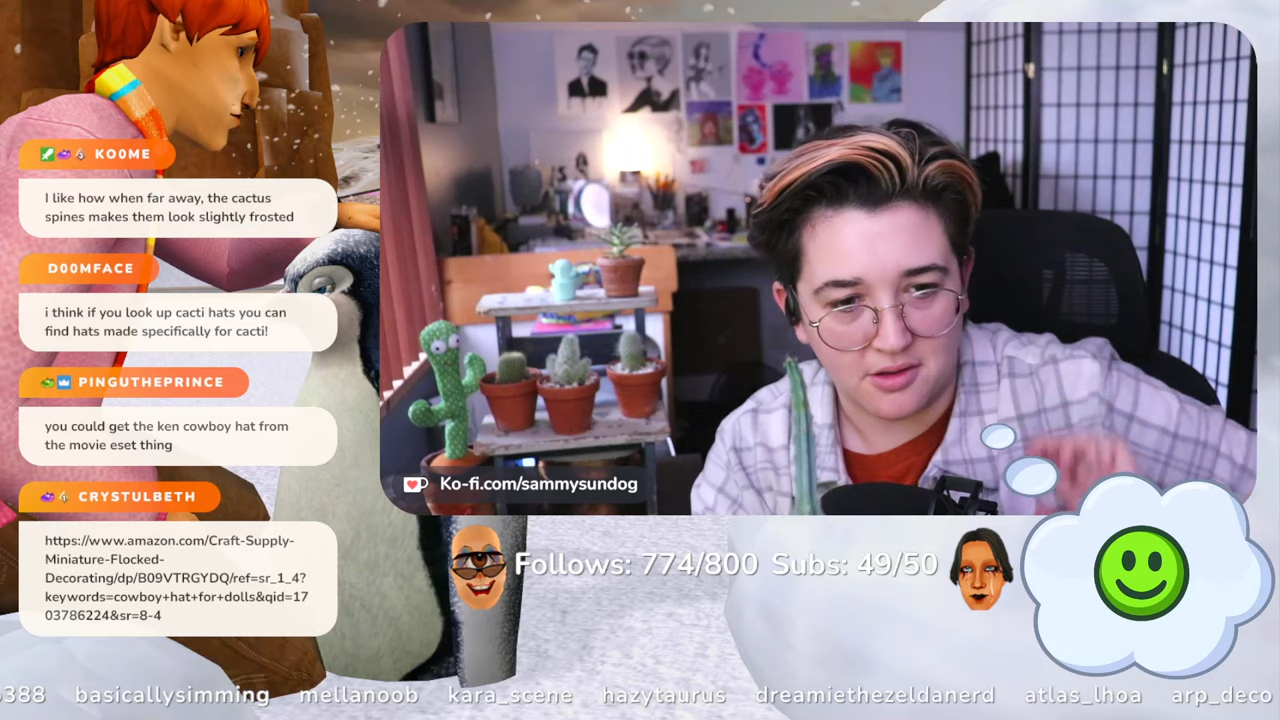 KO0ME
I like how when far away, the cactus
spines makes them look slightly frosted
D00MFACE
i think if you look up cacti hats you can
find hats made specifically for cacti!
PINGUTHEPRINCE
you could get the ken cowboy hat from
the movie eset thing
CRYSTULBETH
https://www.amazon.com/Craft-Supply-
Miniature-Flocked-
Decorating/dp/B09VTRGYDQ/ref=sr_1_4?
keywords=cowboy+hat+for+dolls&qid=17
03786224&sr=8-4
Ko-fi.com/sammysundog
Follows: 774/800 Subs: 49/50
388 basicallysimming mellanoob kara_scene hazytaurus dreamiethezeldanerd atlas_lhoa arp_deco